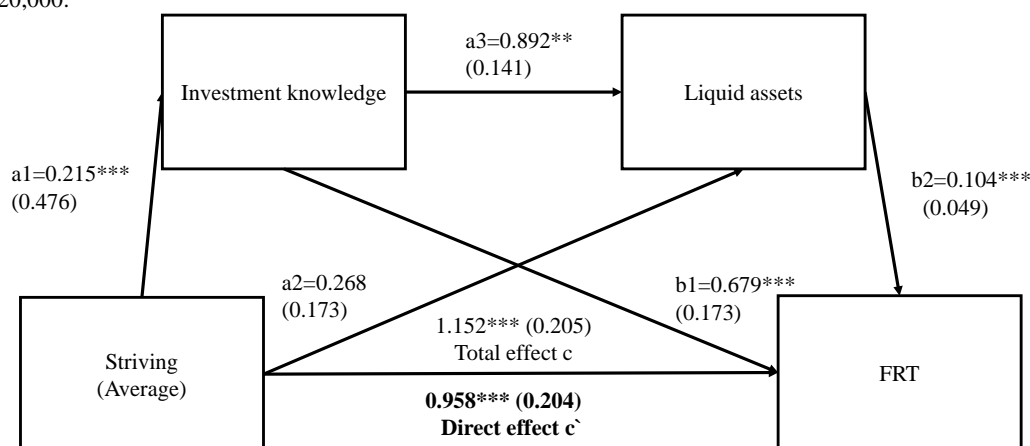 20,000.
a3=0.892**
(0.141)
Investment knowledge
Liquid assets
a1=0.215***
(0.476)
b2=0.104***
(0.049)
a2=0.268
(0.173)
b1=0.679***
(0.173)
1.152*** (0.205)
Total effect c
Striving
(Average)
FRT
0.958*** (0.204)
Direct effect c`